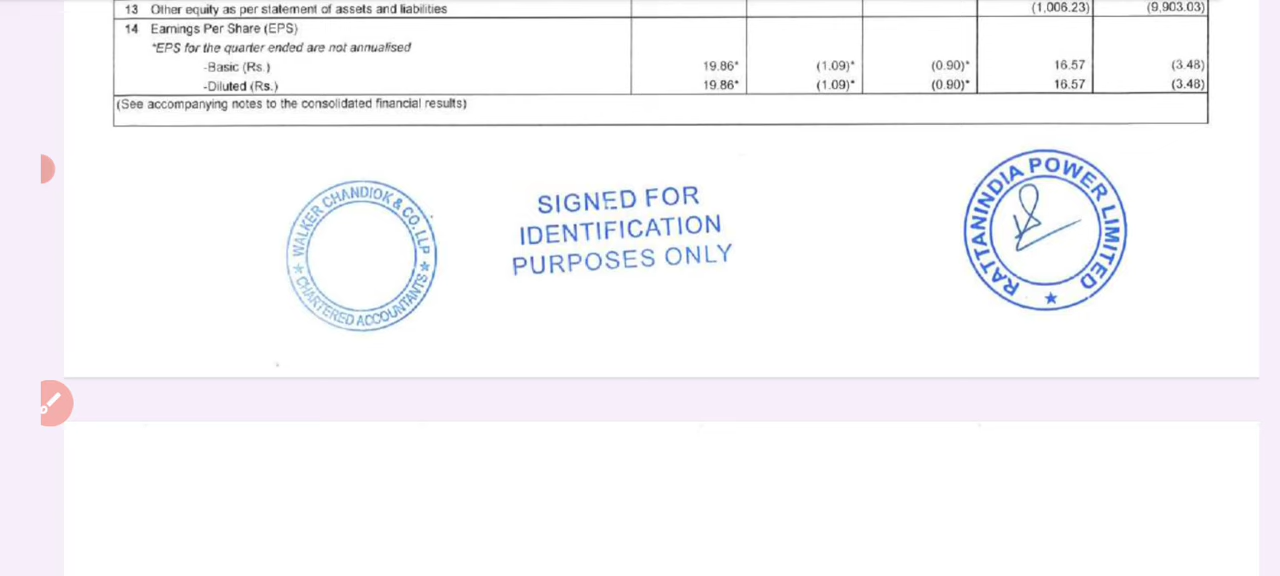 13 Other equity as per statement of assets and liabilities (1,006.23) (9,903.03)
14 Earnings Per Share (EPS)
*EPS for the quarter ended are not annualised
-Basic (Rs.) 19.86* (1.09)* (0.90)* 16.57 (3.48)
-Diluted (Rs.) 19.86* (1.09)* (0.90)* 16.57 (3.48)
(See accompanying notes to the consolidated financial results)
WALKER CHANDIOK & CO. LLP
* CHARTERED ACCOUNTANTS *
SIGNED FOR
IDENTIFICATION
PURPOSES ONLY
RATTANINDIA POWER LIMITED